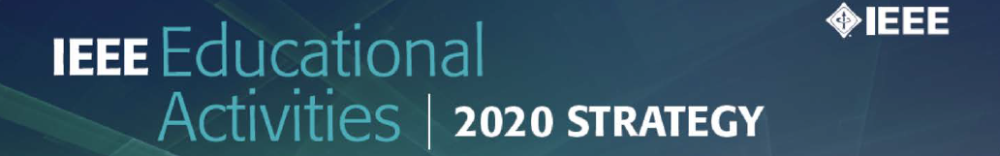 IEEE
IEEE Educational
Activities | 2020 STRATEGY